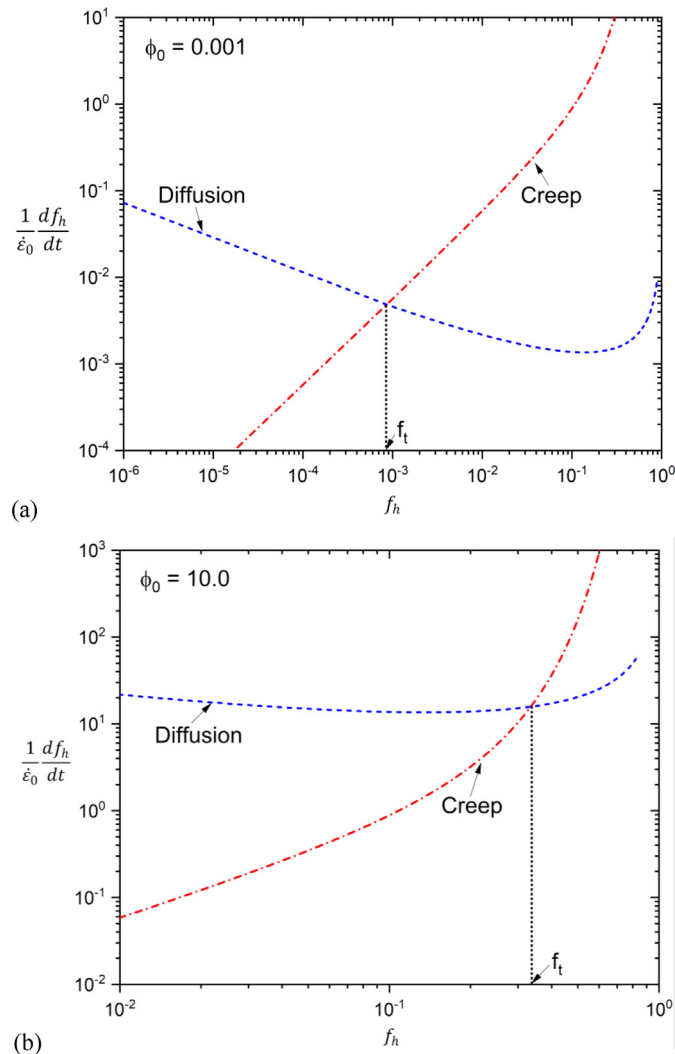 ϕ₀ = 0.001
10¹
10⁰
10⁻¹
10⁻²
10⁻³
10⁻⁴
Diffusion
Creep
fₜ
1/ε̇₀ df_h/dt
10⁻⁶ 10⁻⁵ 10⁻⁴ 10⁻³ 10⁻² 10⁻¹ 10⁰
f_h
(a)
ϕ₀ = 10.0
10³
10²
10¹
10⁰
10⁻¹
10⁻²
Diffusion
Creep
fₜ
1/ε̇₀ df_h/dt
10⁻² 10⁻¹ 10⁰
f_h
(b)